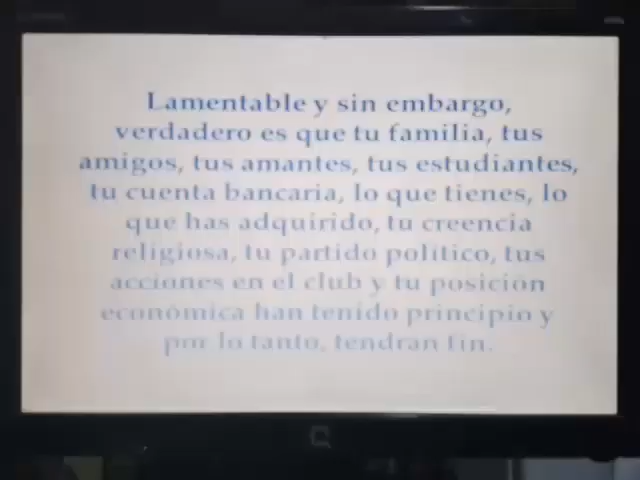 Lamentable y sin embargo,
verdadero es que tu familia, tus
amigos, tus amantes, tus estudiantes,
tu cuenta bancaria, lo que tienes, lo
que has adquirido, tu creencia
religiosa, tu partido político, tus
acciones en el club y tu posición
económica han tenido principio y
por lo tanto, tendran fin.